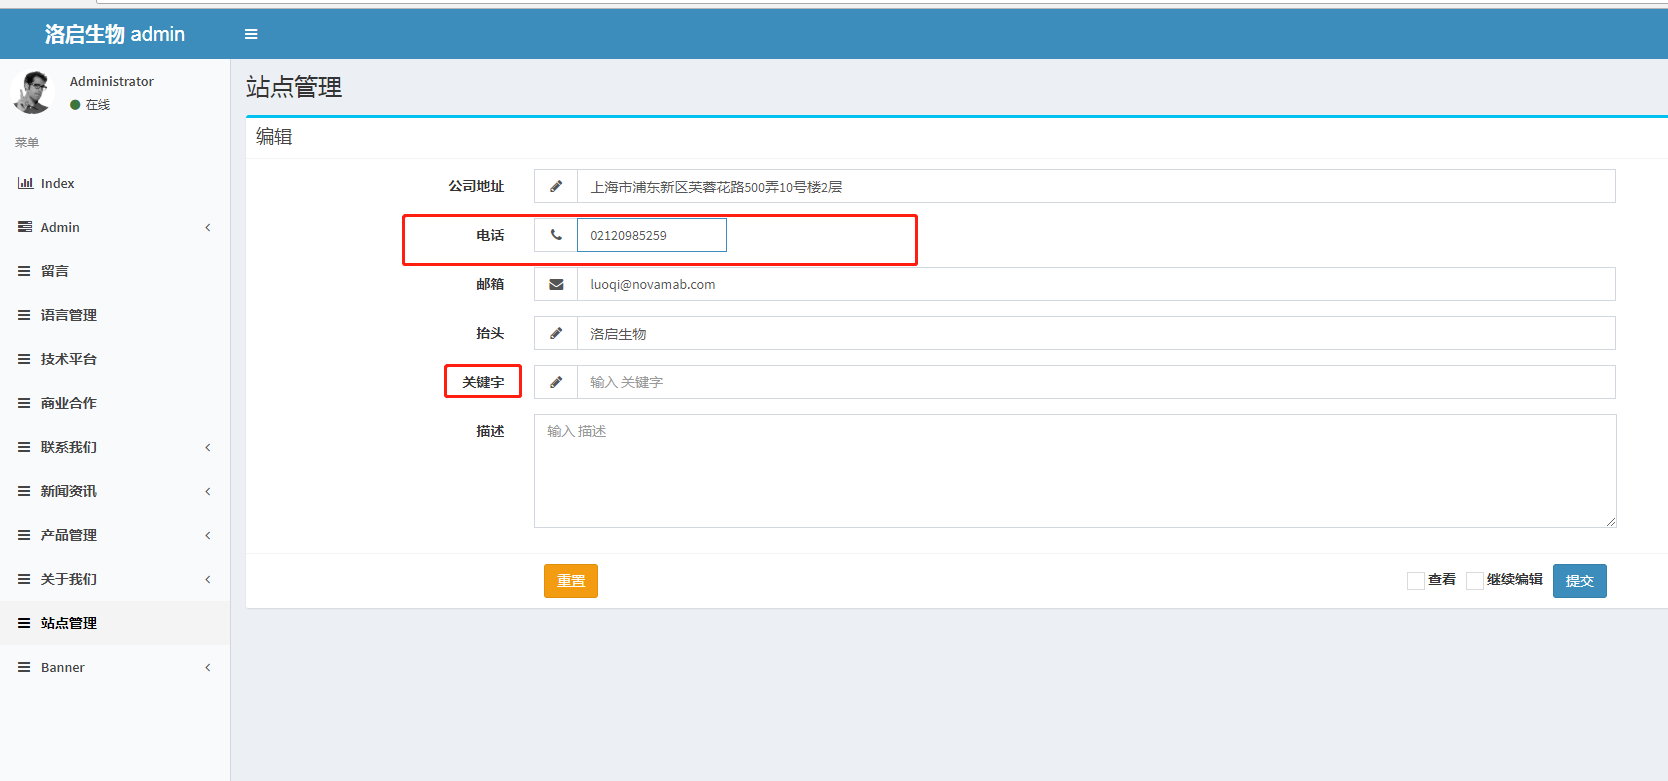 洛启生物 admin
Administrator
在线
菜单
Index
Admin
留言
语言管理
技术平台
商业合作
联系我们
新闻资讯
产品管理
关于我们
站点管理
Banner
站点管理
编辑
公司地址 上海市浦东新区芙蓉花路500弄10号楼2层
电话 02120985259
邮箱 luoqi@novamab.com
抬头 洛启生物
关键字 输入 关键字
描述 输入 描述
重置 查看 继续编辑 提交